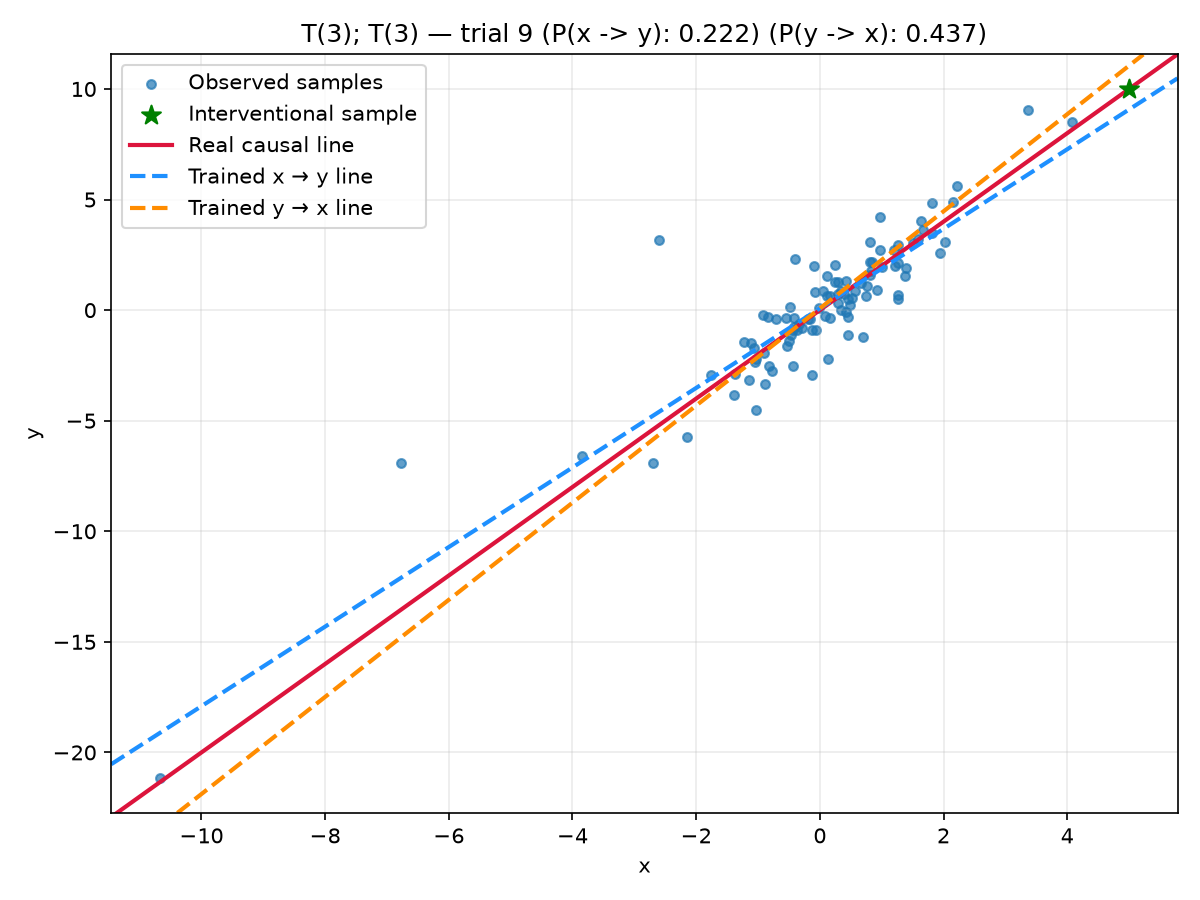 T(3); T(3) — trial 9 (P(x -> y): 0.222) (P(y -> x): 0.437)
Observed samples
Interventional sample
Real causal line
Trained x → y line
Trained y → x line
10
5
0
−5
−10
−15
−20
y
−10
−8
−6
−4
−2
0
2
4
x